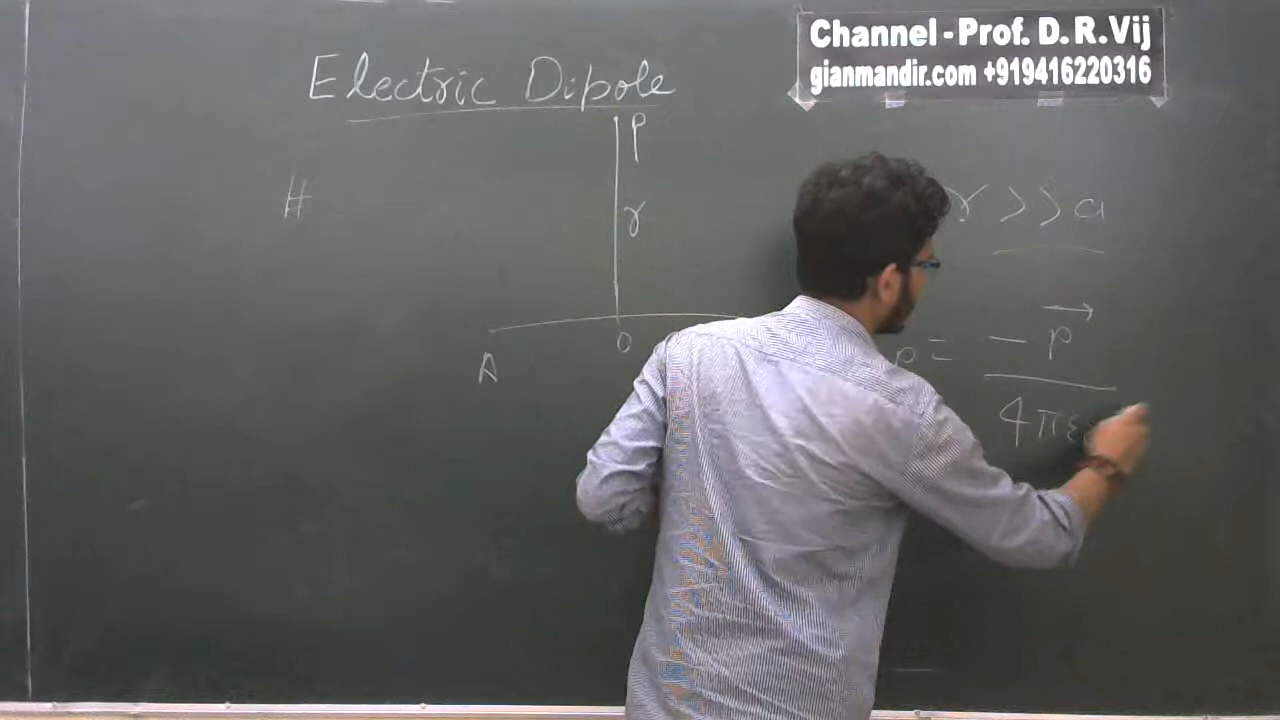 Channel - Prof. D. R. Vij
gianmandir.com +919416220316
Electric Dipole
P
#
r
r >> a
A
O
P = -p⃗
4πε